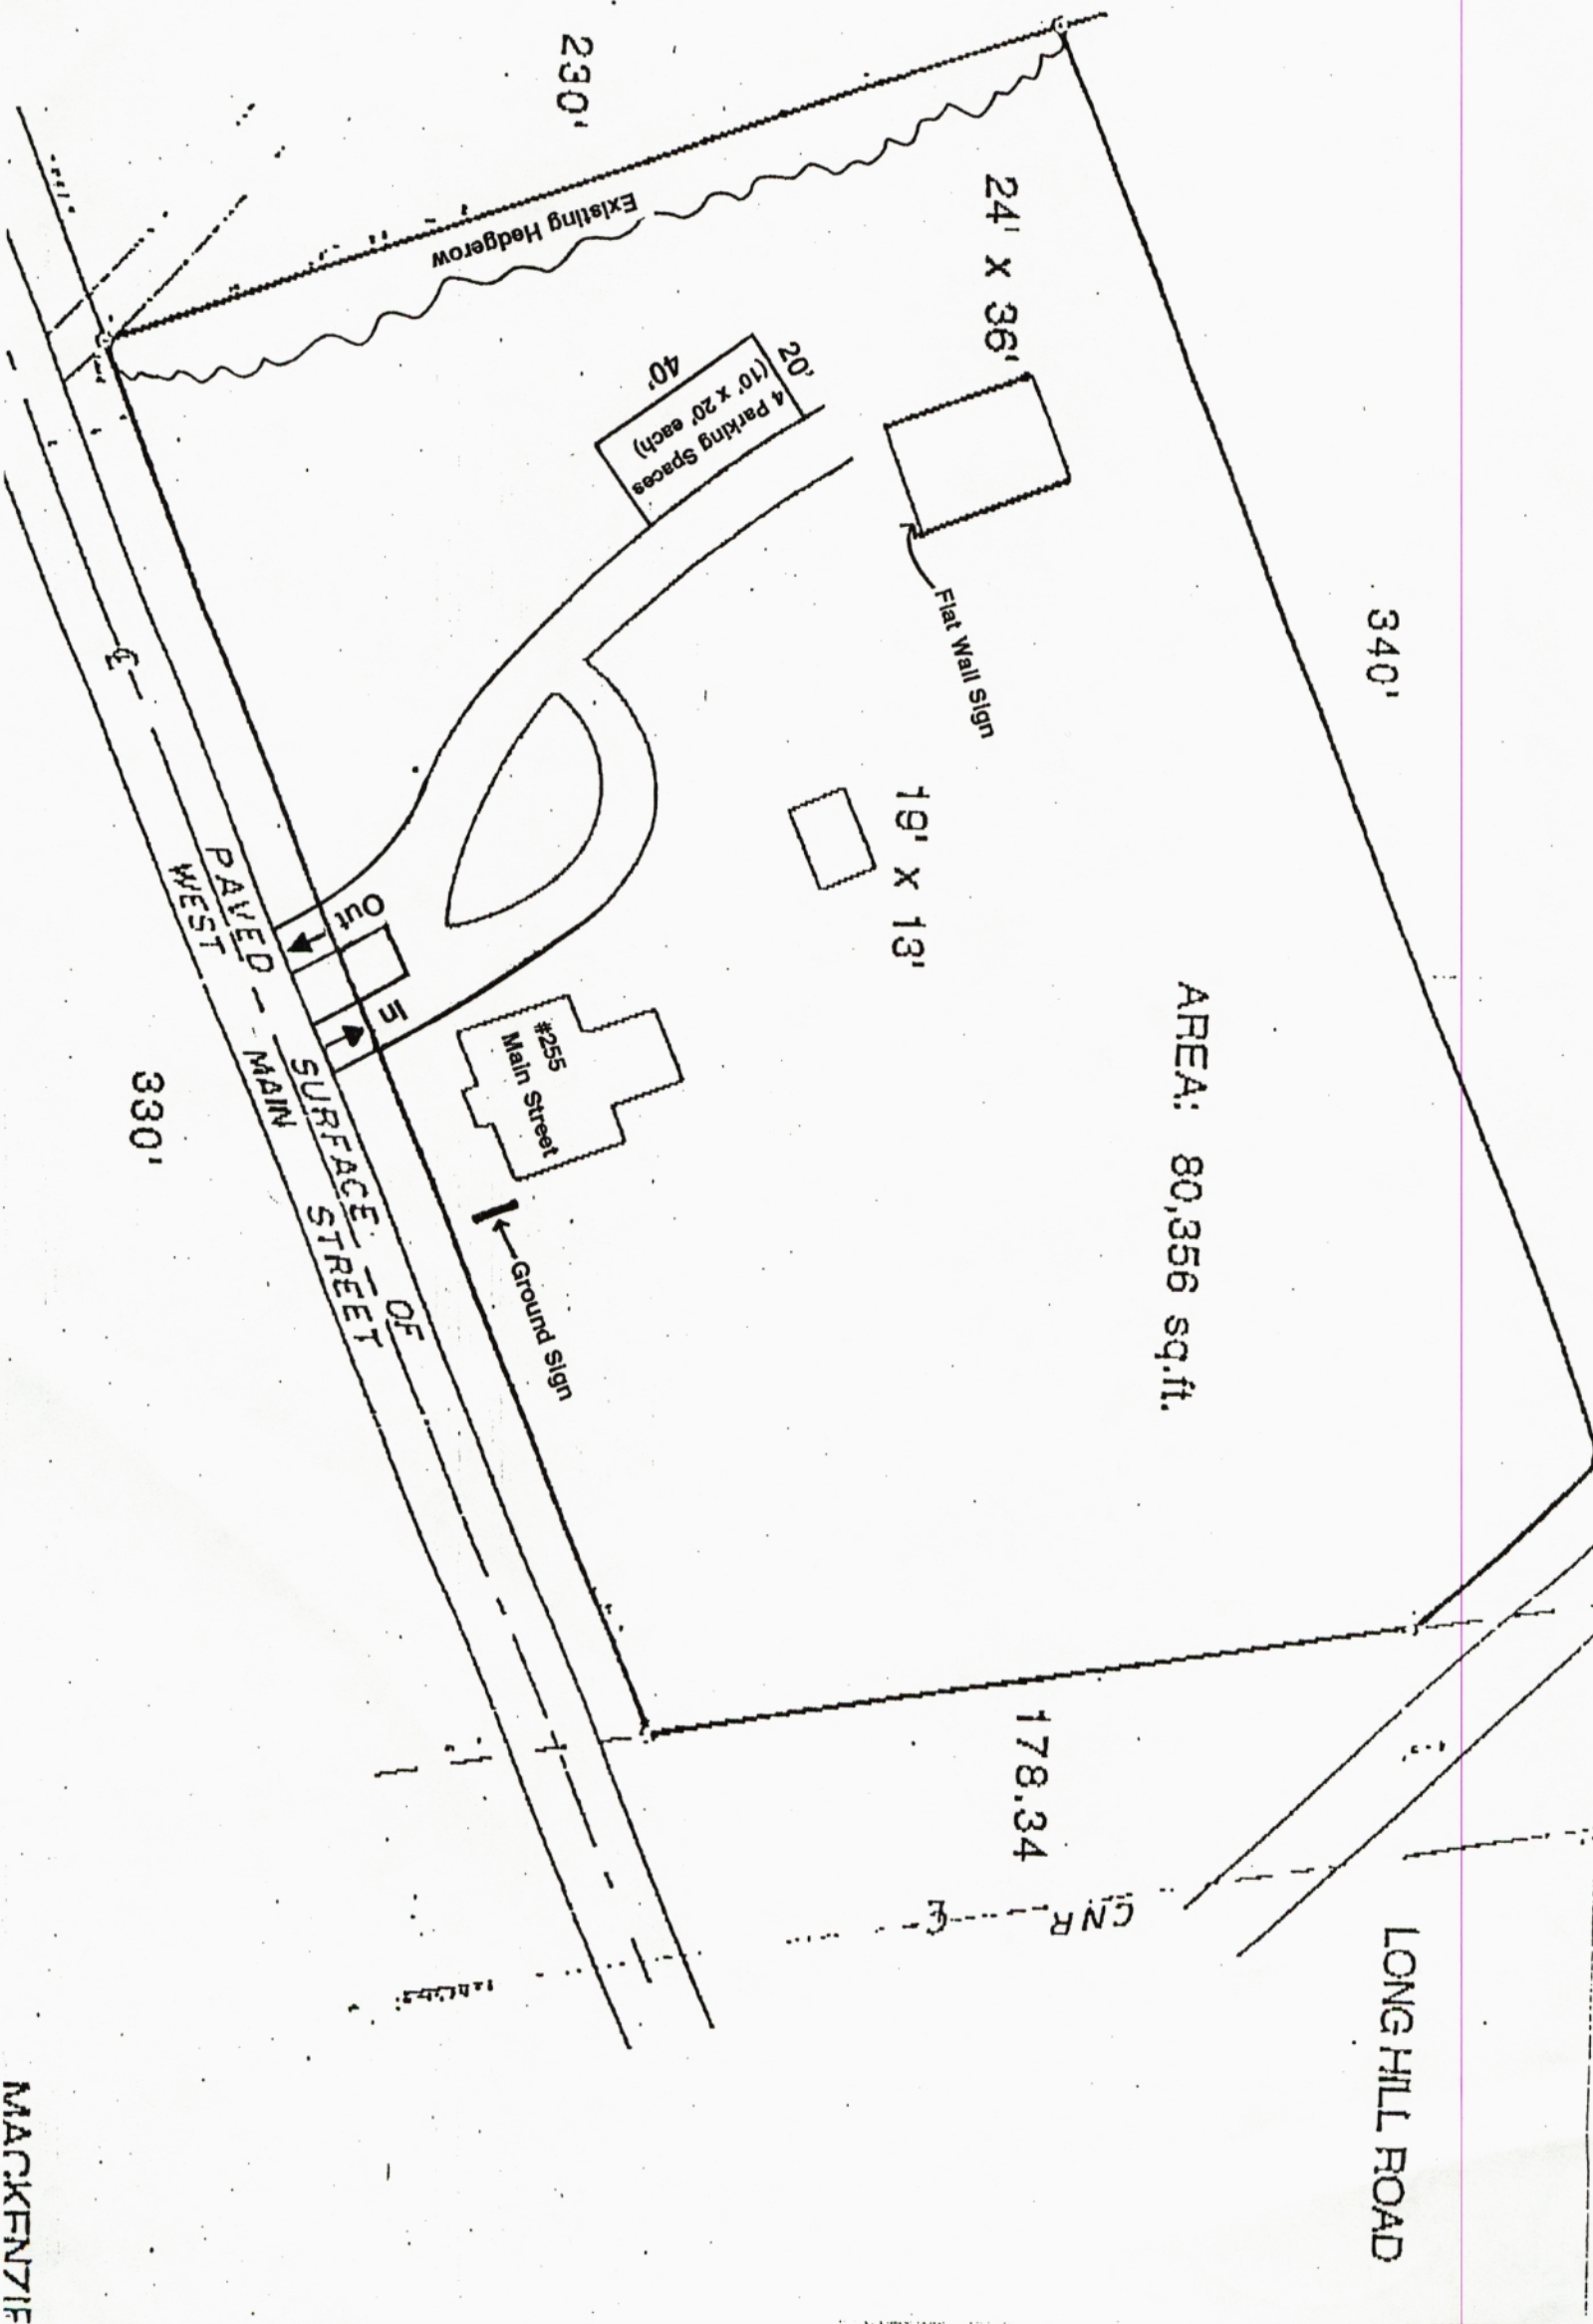 230'
Existing Hedgerow
24' x 36'
20'
40'
4 Parking Spaces
(10' x 20' each)
Flat Wall Sign
340'
19' x 13'
AREA: 80,356 sq.ft.
Out
In
#255
Main Street
Ground Sign
PAVED SURFACE OF
WEST MAIN STREET
330'
178.34
CNR
LONG HILL ROAD